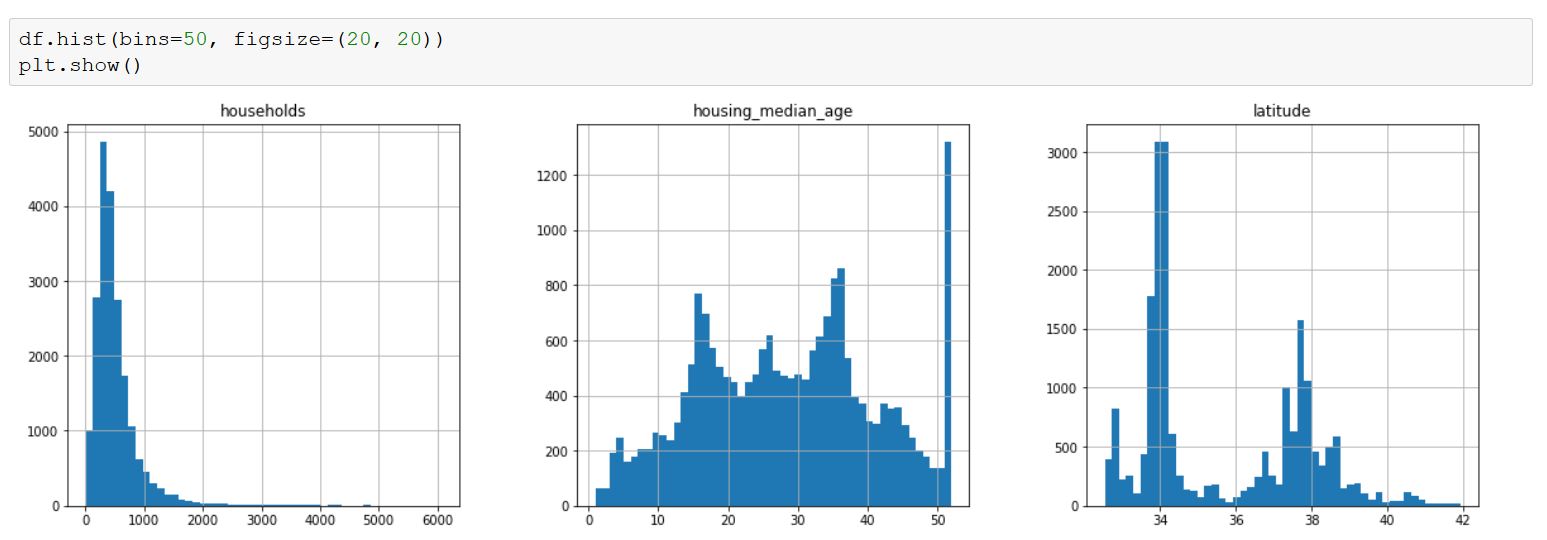 df.hist(bins=50, figsize=(20, 20))
plt.show()
households
5000
4000
3000
2000
1000
0
0 1000 2000 3000 4000 5000 6000
housing_median_age
1200
1000
800
600
400
200
0
0 10 20 30 40 50
latitude
3000
2500
2000
1500
1000
500
0
34 36 38 40 42